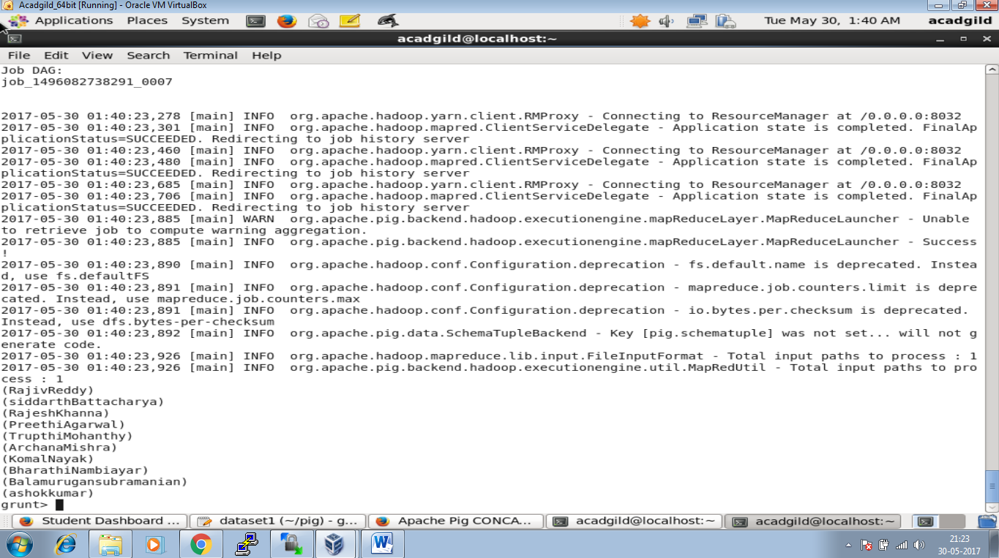 Acadgild_64bit [Running] - Oracle VM VirtualBox
Applications Places System Tue May 30, 1:40 AM acadgild
acadgild@localhost:~
File Edit View Search Terminal Help
Job DAG:
job_1496082738291_0007
2017-05-30 01:40:23,278 [main] INFO  org.apache.hadoop.yarn.client.RMProxy - Connecting to ResourceManager at /0.0.0.0:8032
2017-05-30 01:40:23,301 [main] INFO  org.apache.hadoop.mapred.ClientServiceDelegate - Application state is completed. FinalAp
plicationStatus=SUCCEEDED. Redirecting to job history server
2017-05-30 01:40:23,460 [main] INFO  org.apache.hadoop.yarn.client.RMProxy - Connecting to ResourceManager at /0.0.0.0:8032
2017-05-30 01:40:23,480 [main] INFO  org.apache.hadoop.mapred.ClientServiceDelegate - Application state is completed. FinalAp
plicationStatus=SUCCEEDED. Redirecting to job history server
2017-05-30 01:40:23,685 [main] INFO  org.apache.hadoop.yarn.client.RMProxy - Connecting to ResourceManager at /0.0.0.0:8032
2017-05-30 01:40:23,706 [main] INFO  org.apache.hadoop.mapred.ClientServiceDelegate - Application state is completed. FinalAp
plicationStatus=SUCCEEDED. Redirecting to job history server
2017-05-30 01:40:23,885 [main] WARN  org.apache.pig.backend.hadoop.executionengine.mapReduceLayer.MapReduceLauncher - Unable
to retrieve job to compute warning aggregation.
2017-05-30 01:40:23,885 [main] INFO  org.apache.pig.backend.hadoop.executionengine.mapReduceLayer.MapReduceLauncher - Success
!
2017-05-30 01:40:23,890 [main] INFO  org.apache.hadoop.conf.Configuration.deprecation - fs.default.name is deprecated. Instea
d, use fs.defaultFS
2017-05-30 01:40:23,891 [main] INFO  org.apache.hadoop.conf.Configuration.deprecation - mapreduce.job.counters.limit is depre
cated. Instead, use mapreduce.job.counters.max
2017-05-30 01:40:23,891 [main] INFO  org.apache.hadoop.conf.Configuration.deprecation - io.bytes.per.checksum is deprecated.
Instead, use dfs.bytes-per-checksum
2017-05-30 01:40:23,892 [main] INFO  org.apache.pig.data.SchemaTupleBackend - Key [pig.schematuple] was not set... will not g
enerate code.
2017-05-30 01:40:23,926 [main] INFO  org.apache.hadoop.mapreduce.lib.input.FileInputFormat - Total input paths to process : 1
2017-05-30 01:40:23,926 [main] INFO  org.apache.pig.backend.hadoop.executionengine.util.MapRedUtil - Total input paths to pro
cess : 1
(RajivReddy)
(siddarthBattacharya)
(RajeshKhanna)
(PreethiAgarwal)
(TrupthiMohanthy)
(ArchanaMishra)
(KomalNayak)
(BharathiNambiayar)
(Balamurugansubramanian)
(ashokkumar)
grunt>
Student Dashboard ... dataset1 (~/pig) - g... Apache Pig CONCA... acadgild@localhost:~ acadgild@localhost:~
21:23
30-05-2017